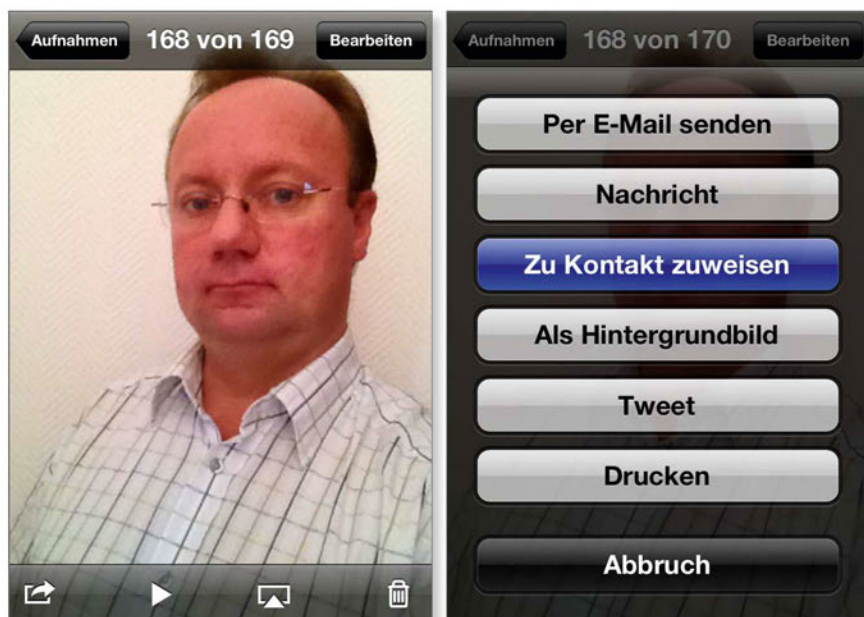 Aufnahmen
168 von 169
Bearbeiten
Aufnahmen
168 von 170
Bearbeiten
Per E-Mail senden
Nachricht
Zu Kontakt zuweisen
Als Hintergrundbild
Tweet
Drucken
Abbruch